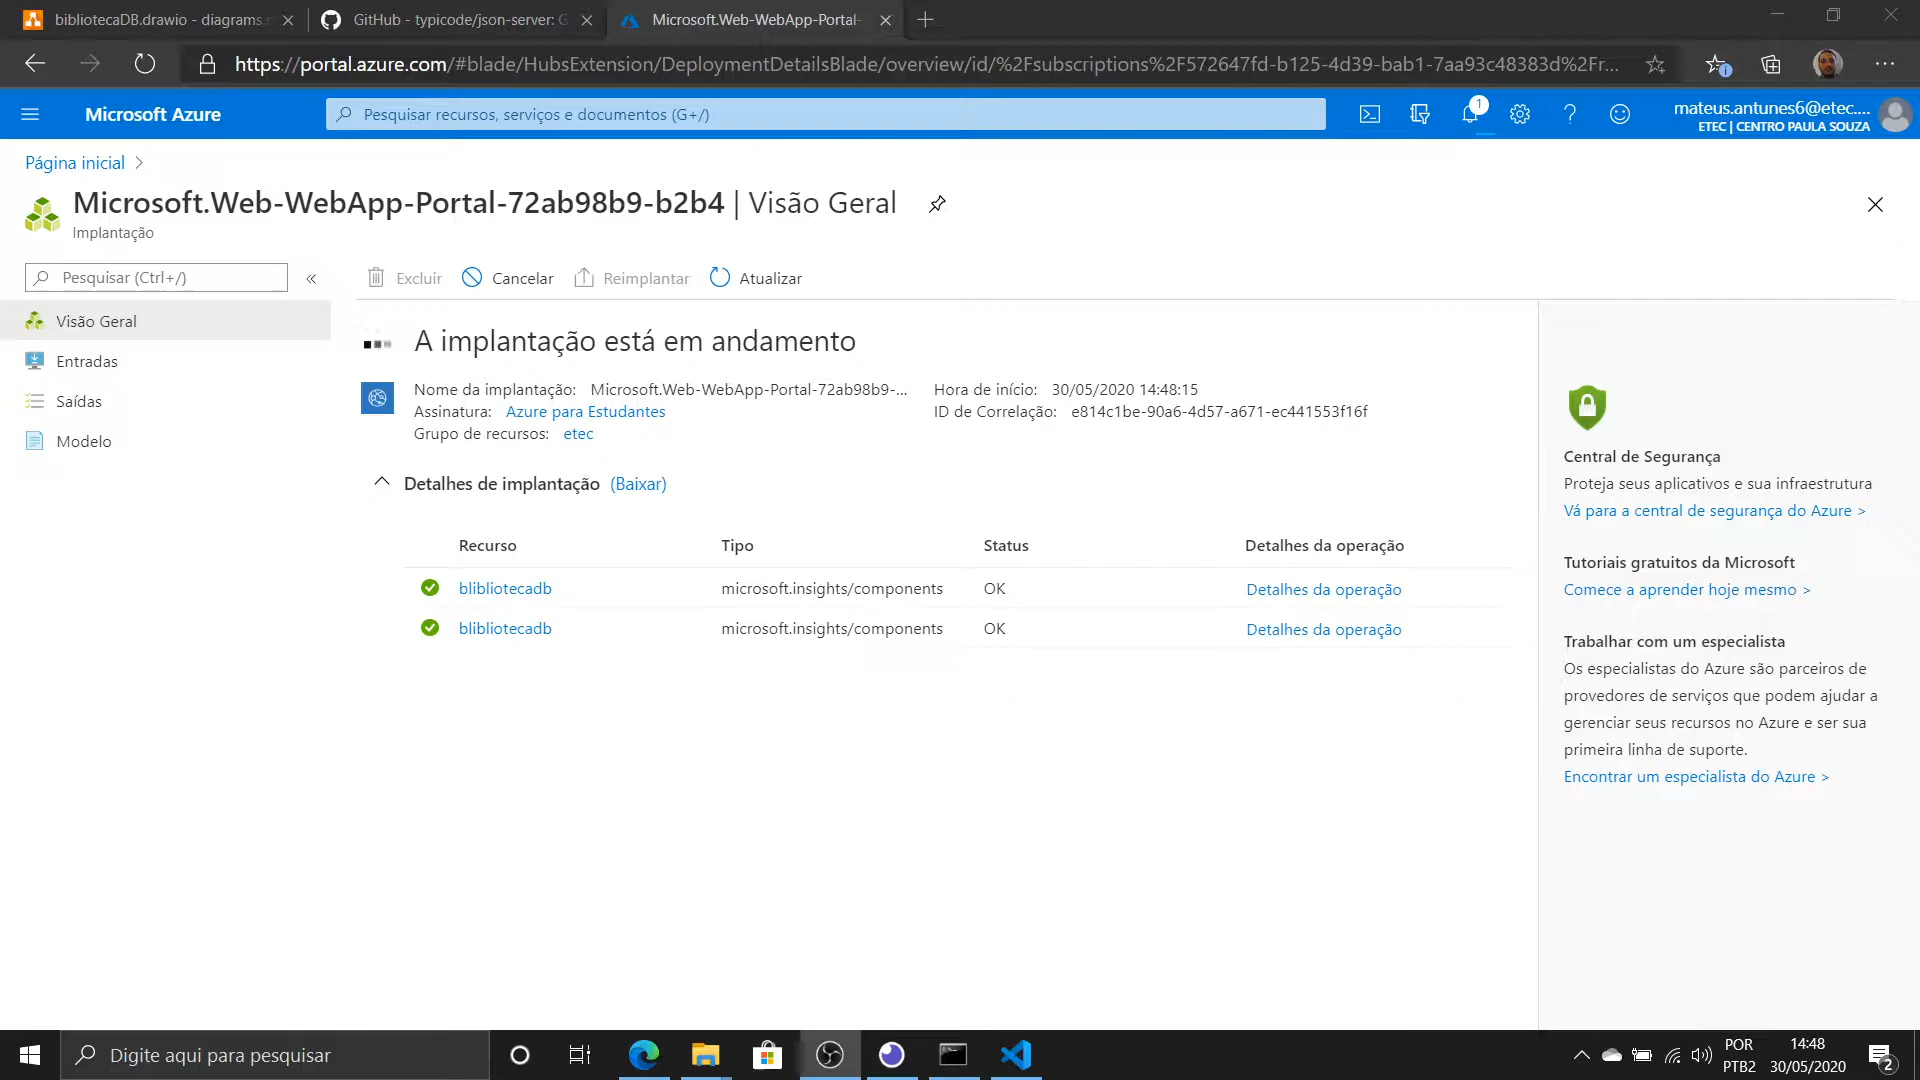 bibliotecaDB.drawio - diagrams.
GitHub - typicode/json-server: G
Microsoft.Web-WebApp-Portal-
https://portal.azure.com/#blade/HubsExtension/DeploymentDetailsBlade/overview/id/%2Fsubscriptions%2F572647fd-b125-4d39-bab1-7aa93c48383d%2Fr...
Microsoft Azure
Pesquisar recursos, serviços e documentos (G+/)
1
mateus.antunes6@etec....
ETEC | CENTRO PAULA SOUZA
Página inicial
Microsoft.Web-WebApp-Portal-72ab98b9-b2b4 | Visão Geral
Implantação
Pesquisar (Ctrl+/)
Excluir
Cancelar
Reimplantar
Atualizar
Visão Geral
Entradas
Saídas
Modelo
A implantação está em andamento
Nome da implantação: Microsoft.Web-WebApp-Portal-72ab98b9-...
Assinatura: Azure para Estudantes
Grupo de recursos: etec
Hora de início: 30/05/2020 14:48:15
ID de Correlação: e814c1be-90a6-4d57-a671-ec441553f16f
Detalhes de implantação (Baixar)
Recurso Tipo Status Detalhes da operação
blibliotecadb microsoft.insights/components OK Detalhes da operação
blibliotecadb microsoft.insights/components OK Detalhes da operação
Central de Segurança
Proteja seus aplicativos e sua infraestrutura
Vá para a central de segurança do Azure >
Tutoriais gratuitos da Microsoft
Comece a aprender hoje mesmo >
Trabalhar com um especialista
Os especialistas do Azure são parceiros de
provedores de serviços que podem ajudar a
gerenciar seus recursos no Azure e ser sua
primeira linha de suporte.
Encontrar um especialista do Azure >
Digite aqui para pesquisar
POR
PTB2
14:48
30/05/2020
2